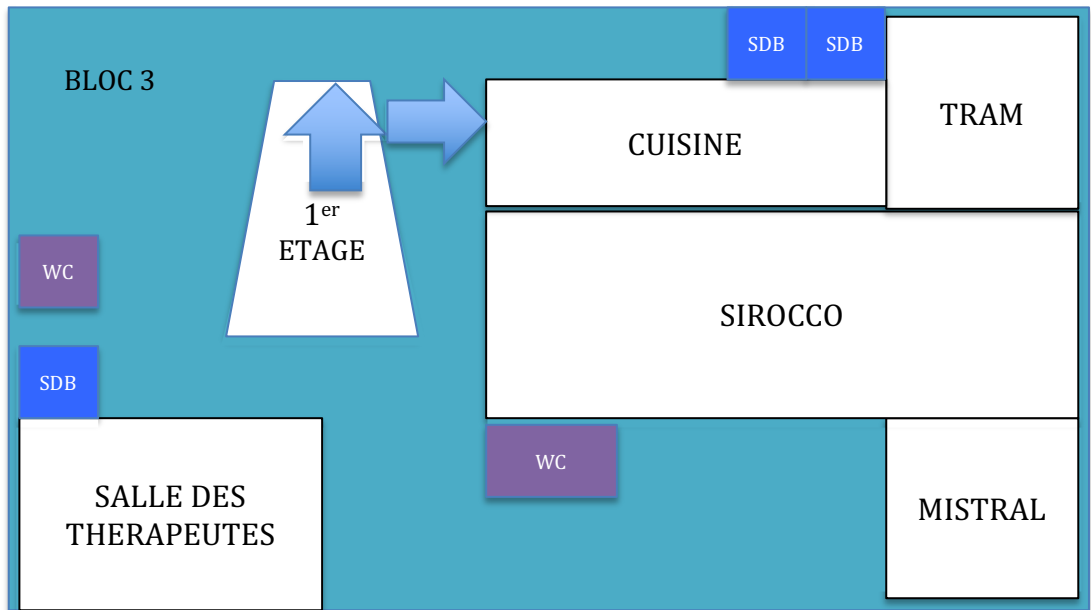 BLOC 3
SDB
SDB
TRAM
CUISINE
1er
ETAGE
WC
SIROCCO
SDB
WC
SALLE DES
THERAPEUTES
MISTRAL